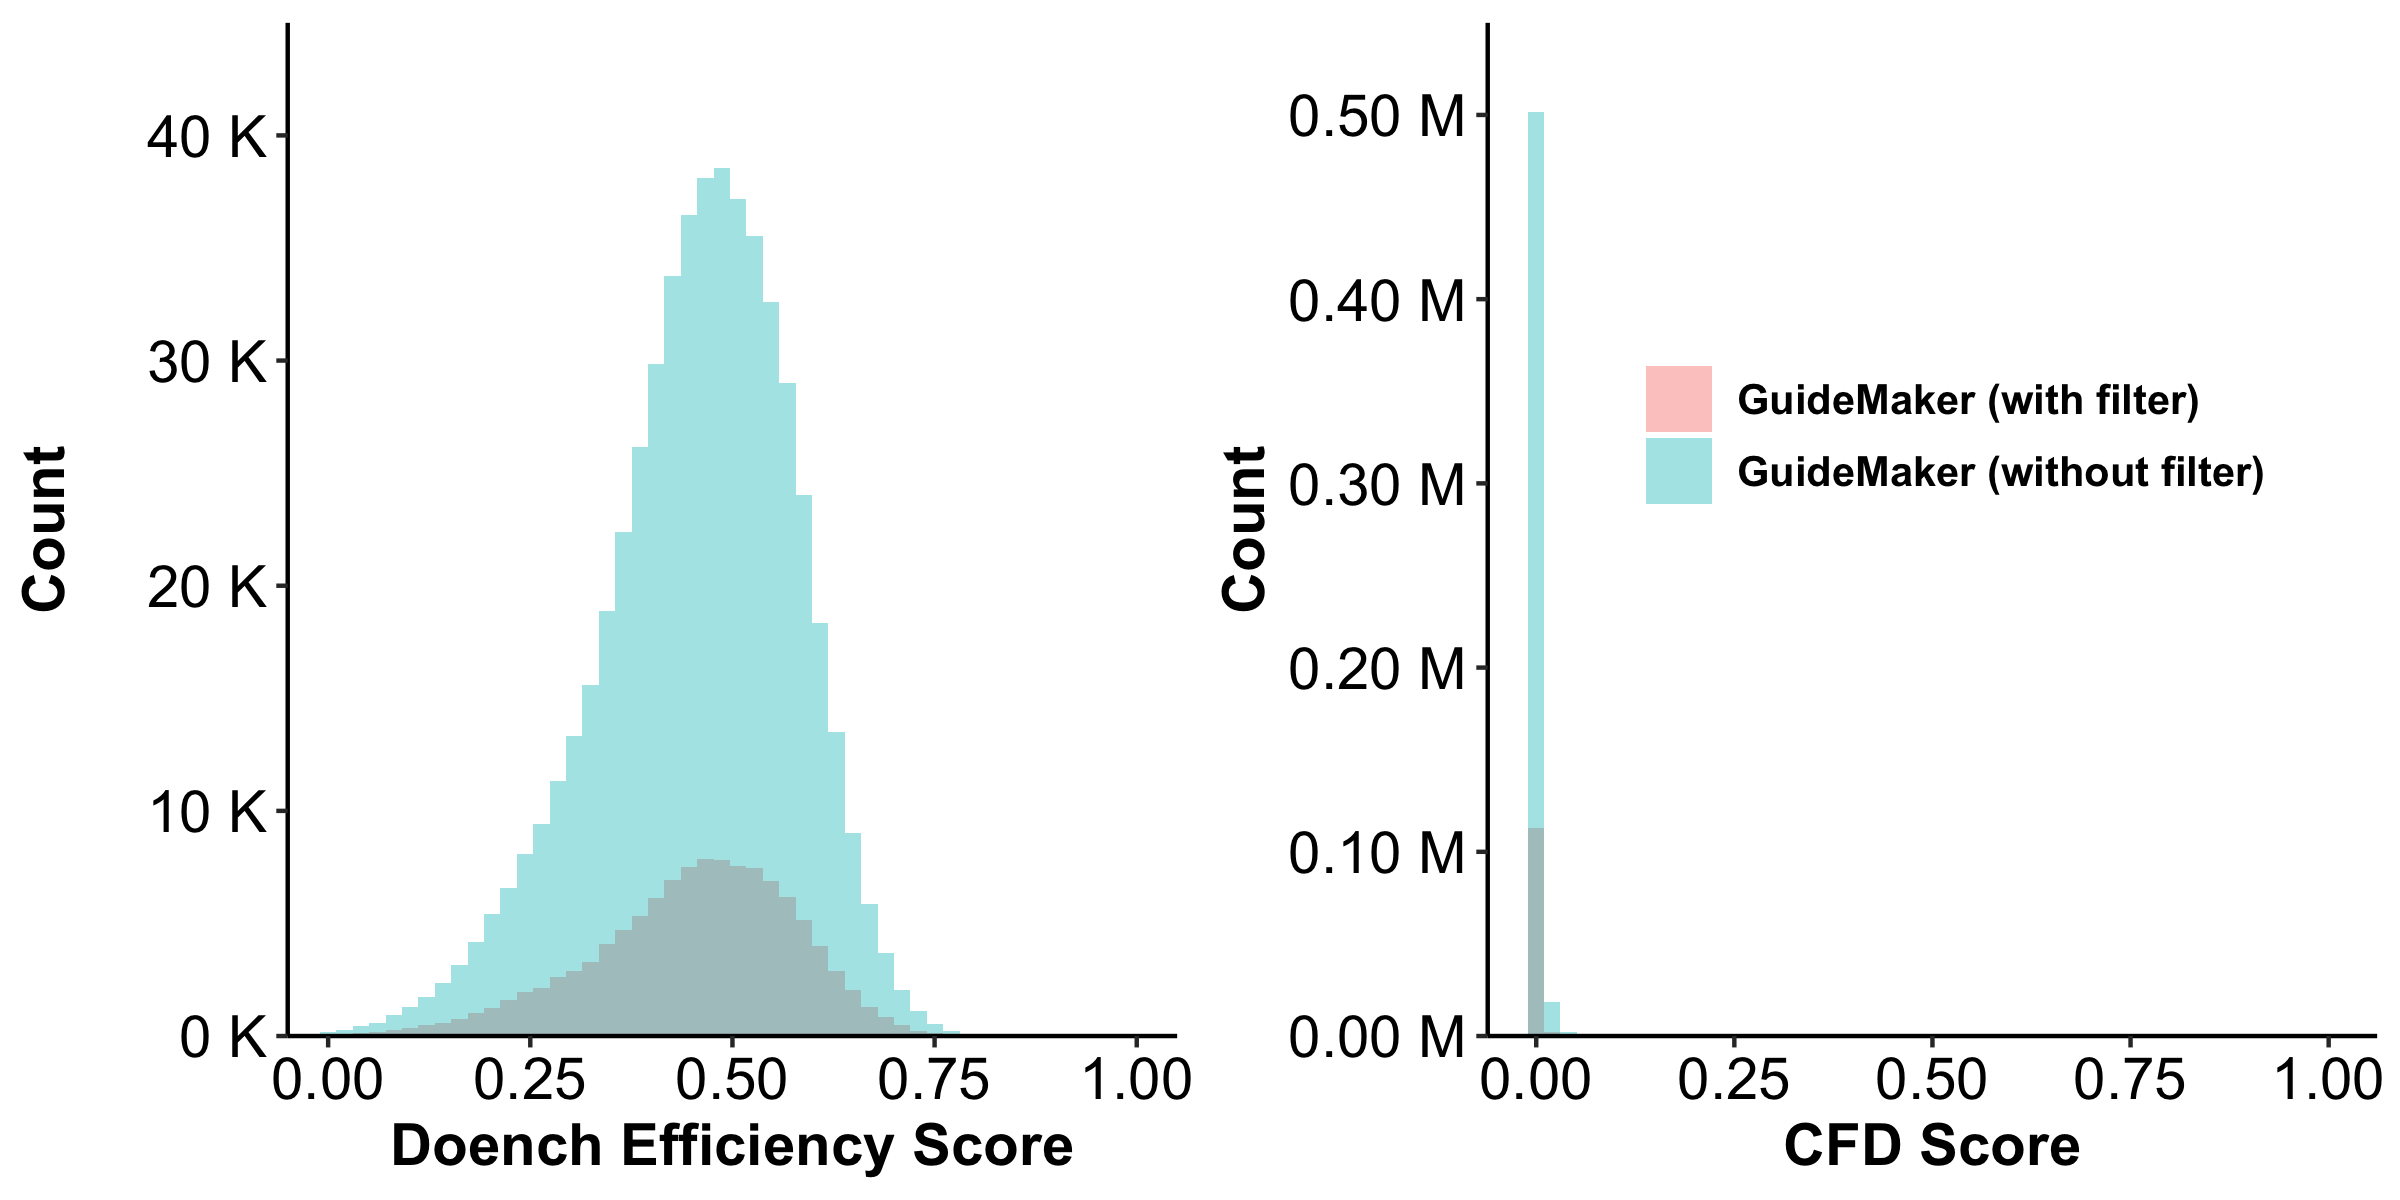 Count
40 K
30 K
20 K
10 K
0 K
0.00 0.25 0.50 0.75 1.00
Doench Efficiency Score
Count
0.50 M
0.40 M
0.30 M
0.20 M
0.10 M
0.00 M
GuideMaker (with filter)
GuideMaker (without filter)
0.00 0.25 0.50 0.75 1.00
CFD Score